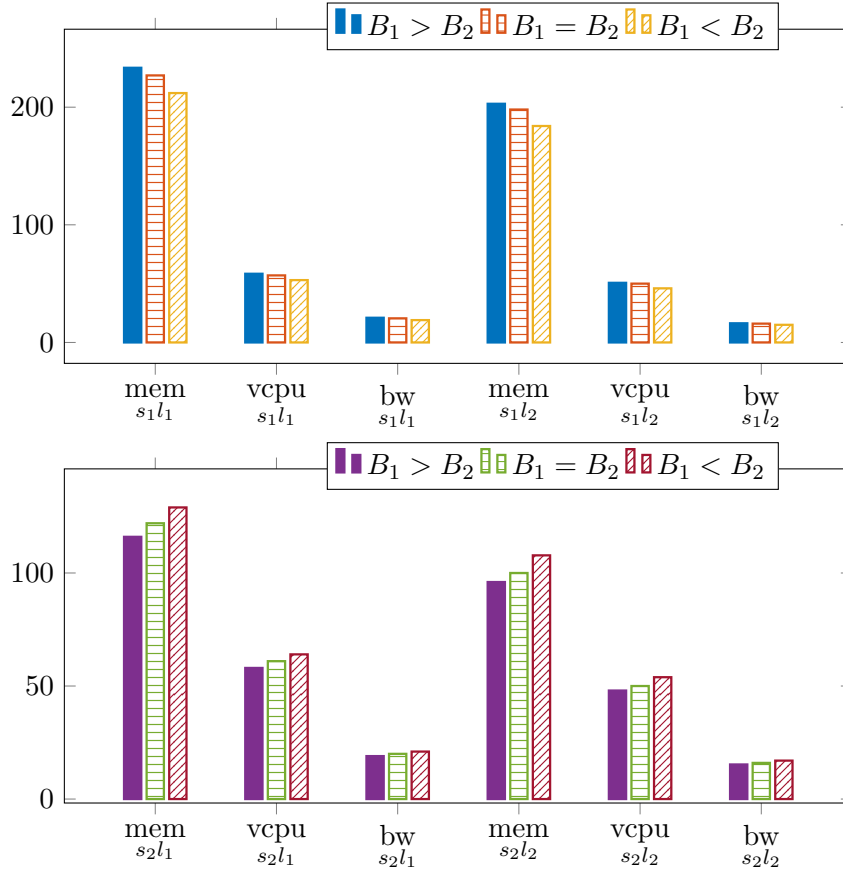 B₁ > B₂ B₁ = B₂ B₁ < B₂
200
100
0
mem vcpu bw mem vcpu bw
s₁l₁ s₁l₁ s₁l₁ s₁l₂ s₁l₂ s₁l₂
B₁ > B₂ B₁ = B₂ B₁ < B₂
100
50
0
mem vcpu bw mem vcpu bw
s₂l₁ s₂l₁ s₂l₁ s₂l₂ s₂l₂ s₂l₂